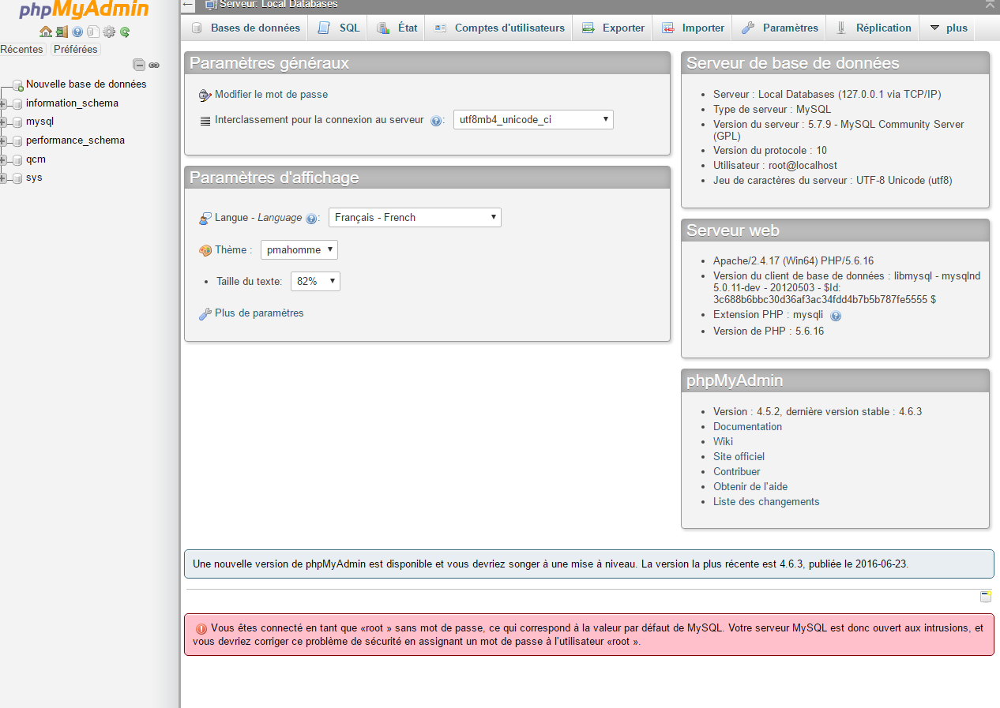 phpMyAdmin
Récentes Préférées
Nouvelle base de données
information_schema
mysql
performance_schema
qcm
sys
Serveur: Local Databases
Bases de données SQL État Comptes d'utilisateurs Exporter Importer Paramètres Réplication plus
Paramètres généraux
Modifier le mot de passe
Interclassement pour la connexion au serveur : utf8mb4_unicode_ci
Paramètres d'affichage
Langue - Language : Français - French
Thème : pmahomme
Taille du texte: 82%
Plus de paramètres
Serveur de base de données
Serveur : Local Databases (127.0.0.1 via TCP/IP)
Type de serveur : MySQL
Version du serveur : 5.7.9 - MySQL Community Server
(GPL)
Version du protocole : 10
Utilisateur : root@localhost
Jeu de caractères du serveur : UTF-8 Unicode (utf8)
Serveur web
Apache/2.4.17 (Win64) PHP/5.6.16
Version du client de base de données : libmysql - mysqlnd
5.0.11-dev - 20120503 - $Id:
3c688b6bbc30d36af3ac34fdd4b7b5b787fe5555 $
Extension PHP : mysqli
Version de PHP : 5.6.16
phpMyAdmin
Version : 4.5.2, dernière version stable : 4.6.3
Documentation
Wiki
Site officiel
Contribuer
Obtenir de l'aide
Liste des changements
Une nouvelle version de phpMyAdmin est disponible et vous devriez songer à une mise à niveau. La version la plus récente est 4.6.3, publiée le 2016-06-23.
Vous êtes connecté en tant que «root » sans mot de passe, ce qui correspond à la valeur par défaut de MySQL. Votre serveur MySQL est donc ouvert aux intrusions, et
vous devriez corriger ce problème de sécurité en assignant un mot de passe à l'utilisateur «root ».